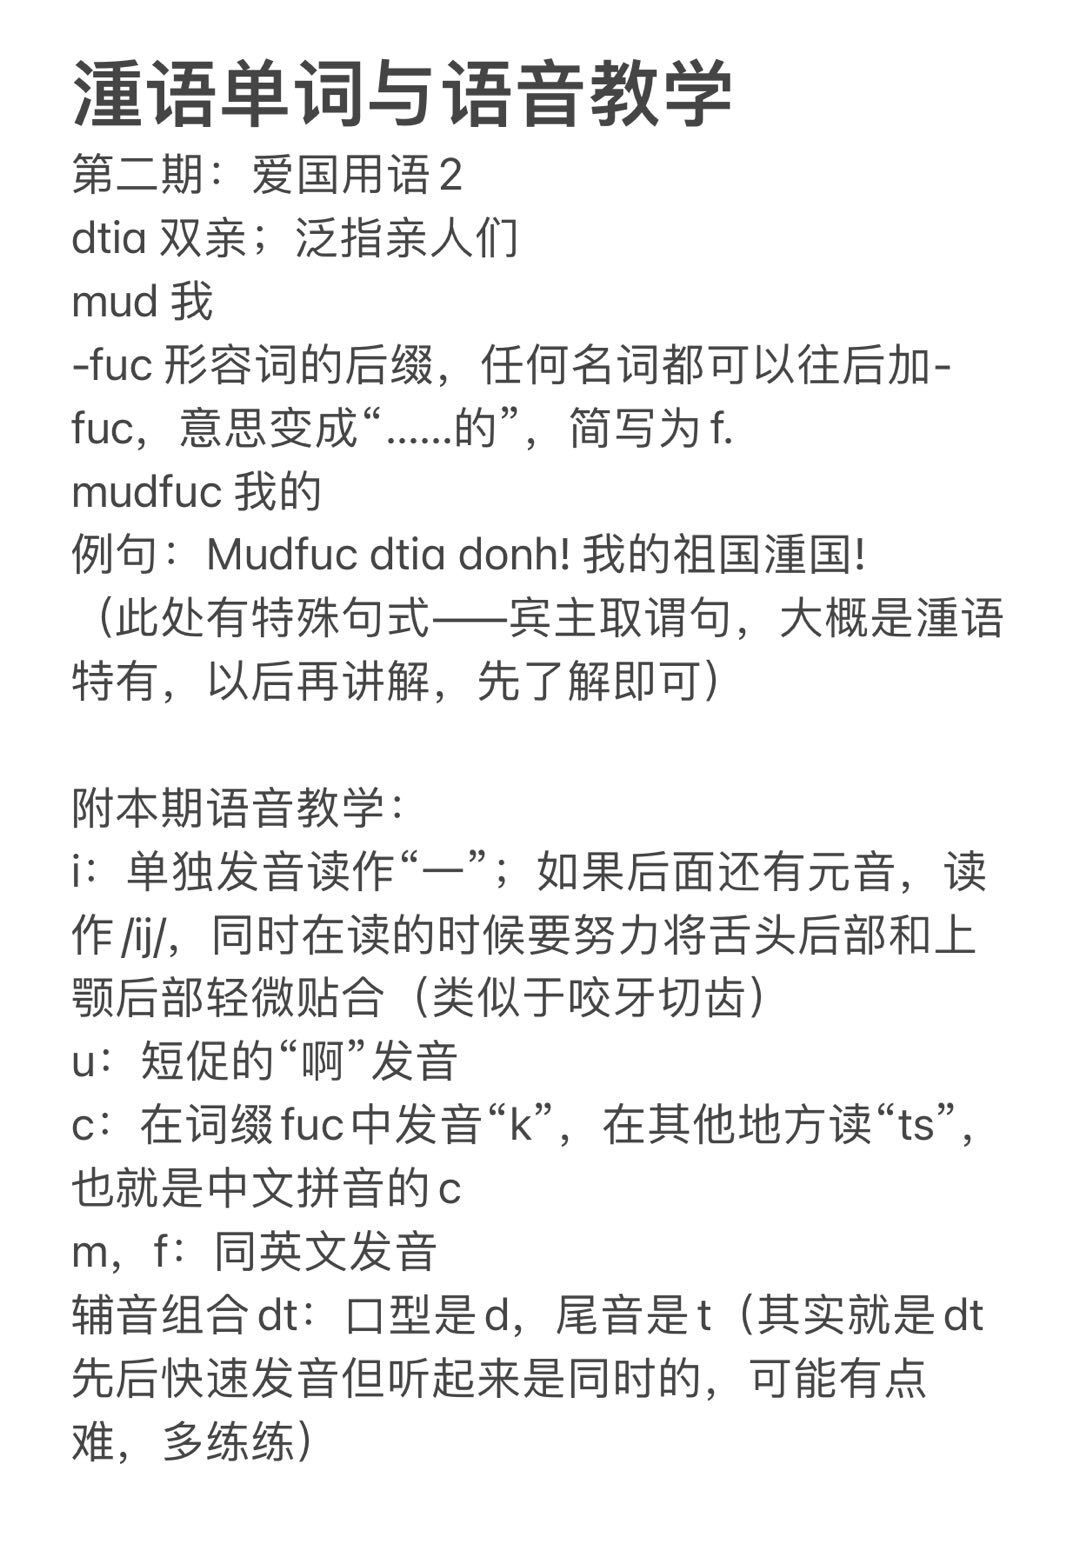 湩语单词与语音教学
第二期：爱国用语2
dtia 双亲；泛指亲人们
mud 我
-fuc 形容词的后缀，任何名词都可以往后加-
fuc，意思变成“……的”，简写为 f.
mudfuc 我的
例句：Mudfuc dtia donh! 我的祖国湩国！
（此处有特殊句式——宾主取谓句，大概是湩语
特有，以后再讲解，先了解即可）
附本期语音教学：
i：单独发音读作“一”；如果后面还有元音，读
作/ij/，同时在读的时候要努力将舌头后部和上
颚后部轻微贴合（类似于咬牙切齿）
u：短促的“啊”发音
c：在词缀fuc中发音“k”，在其他地方读“ts”，
也就是中文拼音的c
m，f：同英文发音
辅音组合dt：口型是d，尾音是t（其实就是dt
先后快速发音但听起来是同时的，可能有点
难，多练练）